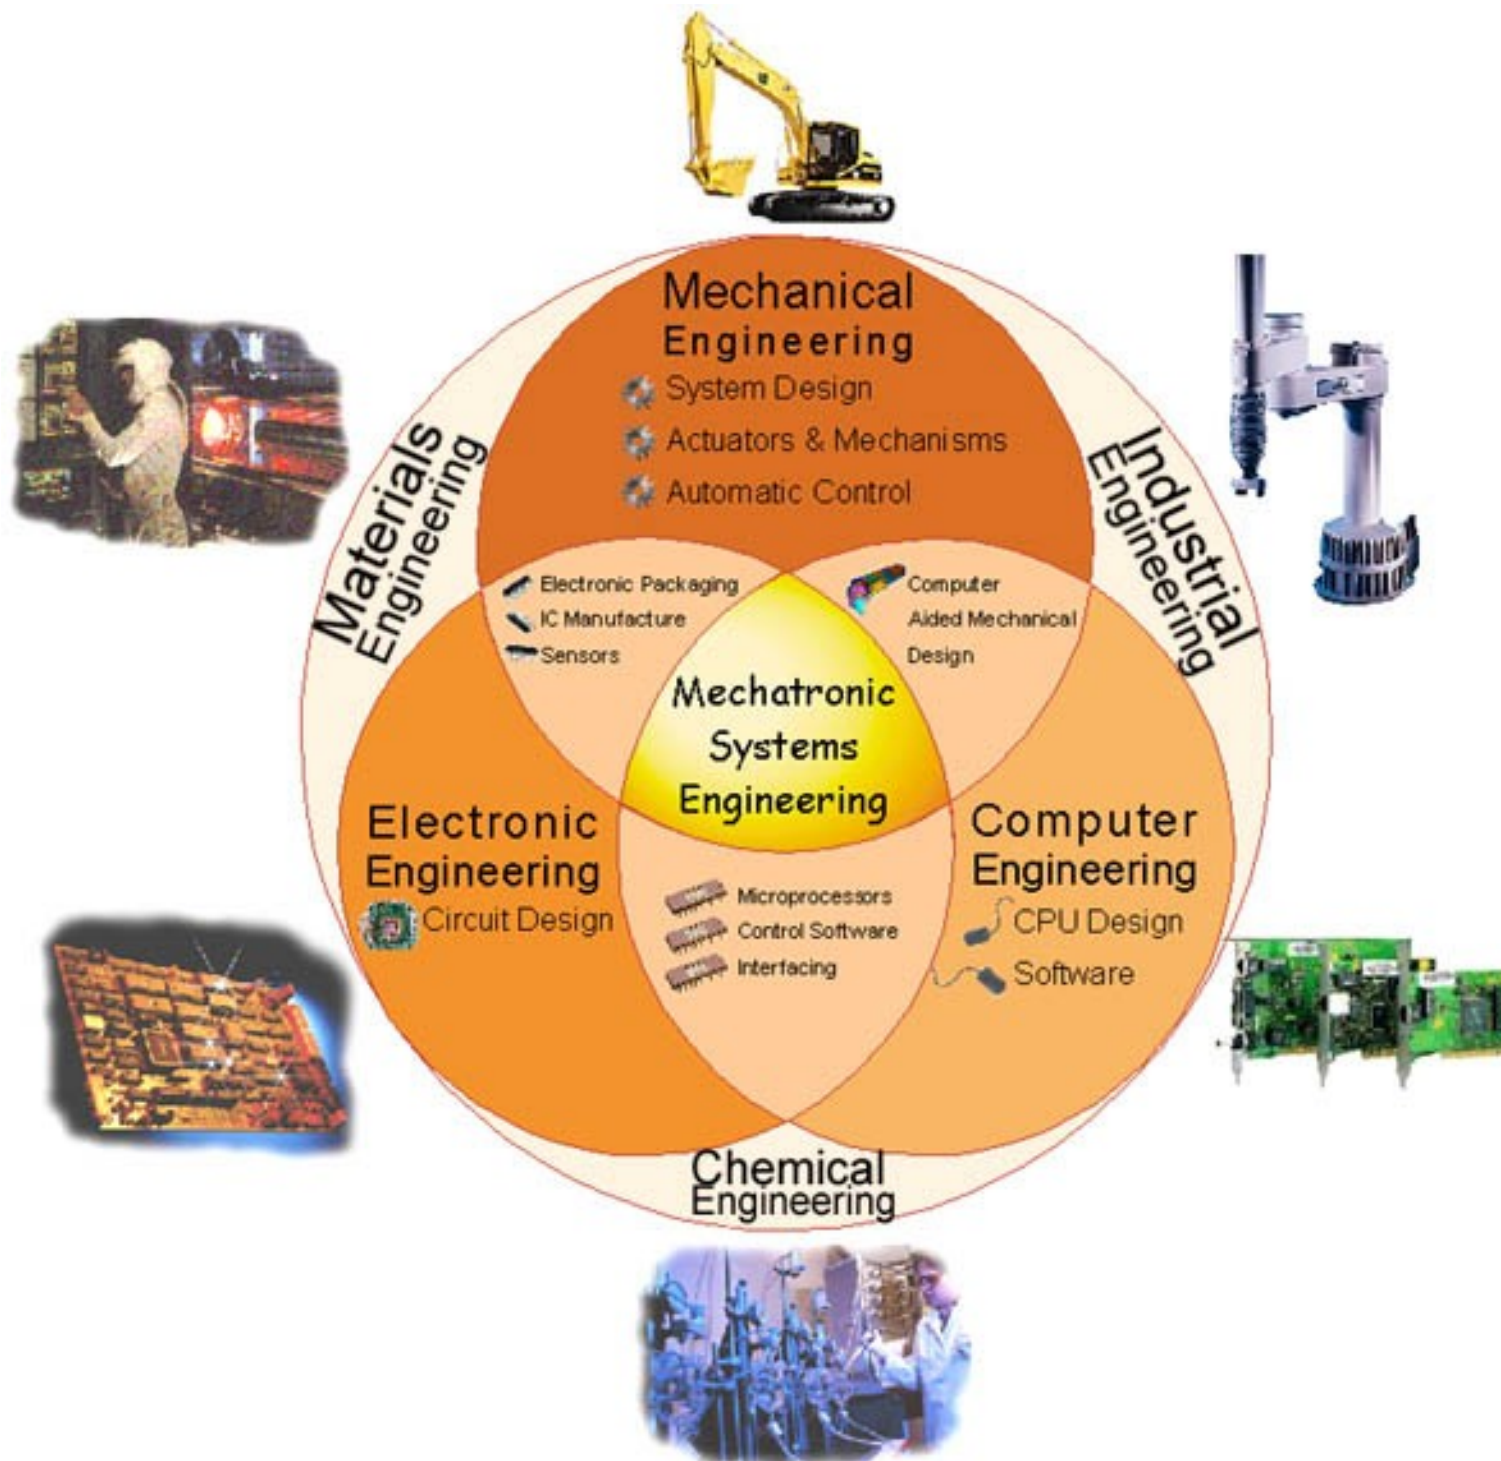 Mechanical
Engineering
System Design
Actuators & Mechanisms
Automatic Control
Materials
Engineering
Industrial
Engineering
Electronic Packaging
IC Manufacture
Sensors
Computer
Aided Mechanical
Design
Mechatronic
Systems
Engineering
Electronic
Engineering
Circuit Design
Microprocessors
Control Software
Interfacing
Computer
Engineering
CPU Design
Software
Chemical
Engineering